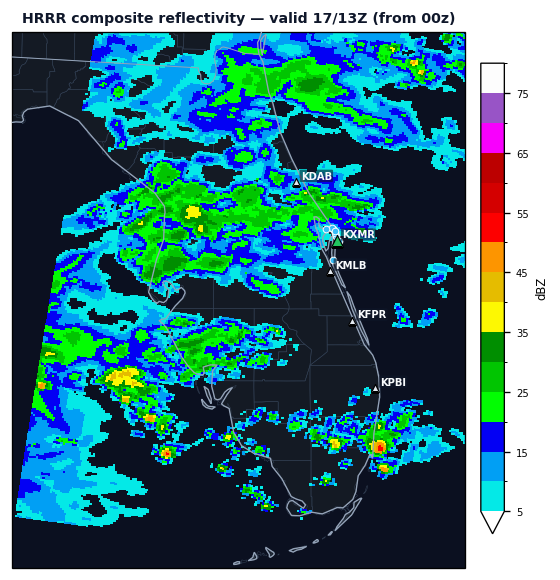 HRRR composite reflectivity — valid 17/13Z (from 00z)
KDAB
KXMR
KMLB
KFPR
KPBI
75
65
55
45
35
25
15
5
dBZ